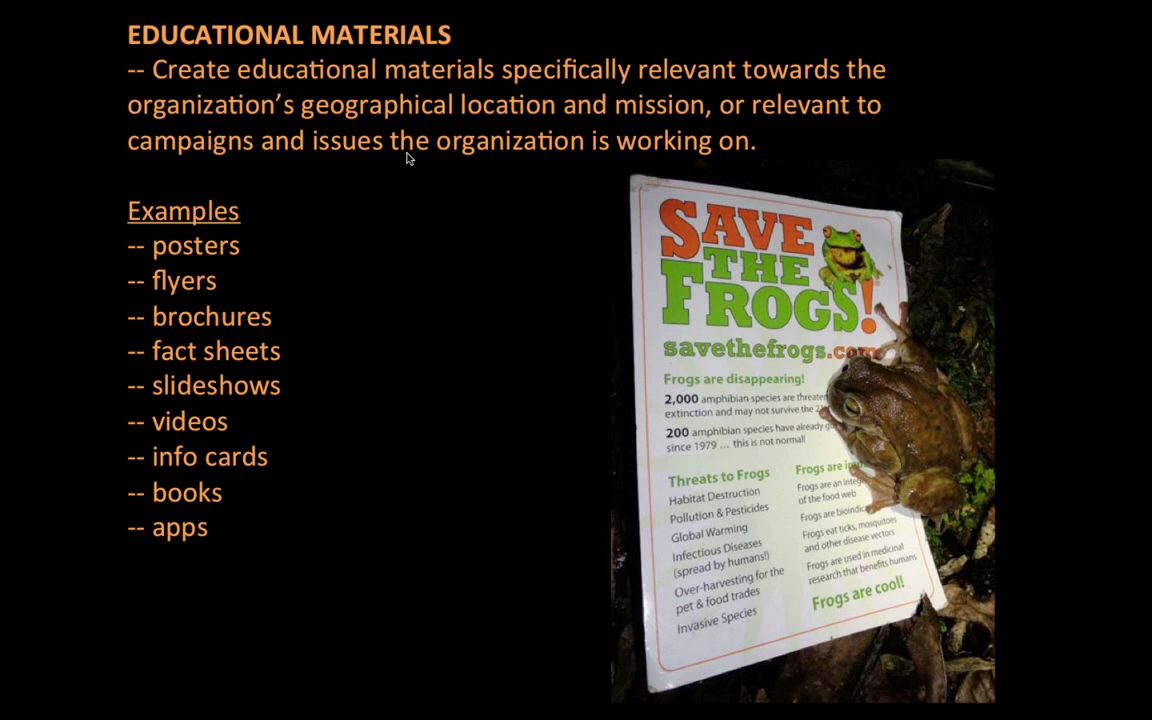 EDUCATIONAL MATERIALS
-- Create educational materials specifically relevant towards the
organization's geographical location and mission, or relevant to
campaigns and issues the organization is working on.
Examples
-- posters
-- flyers
-- brochures
-- fact sheets
-- slideshows
-- videos
-- info cards
-- books
-- apps
SAVE
THE
FROGS!
savethefrogs.com
Frogs are disappearing!
2,000 amphibian species are
extinction and may not survive the
200 amphibian species have already
since 1979 ... this is not normal!
Threats to Frogs
Habitat Destruction
Pollution & Pesticides
Global Warming
Infectious Diseases
(spread by humans!)
Over-harvesting for the
pet & food trades
Invasive Species
Frogs are
Frogs are an
of the food web
Frogs are
Frogs eat ticks, mosquitoes
and other disease vectors
Frogs are used in medicinal
research that benefits humans
Frogs are cool!